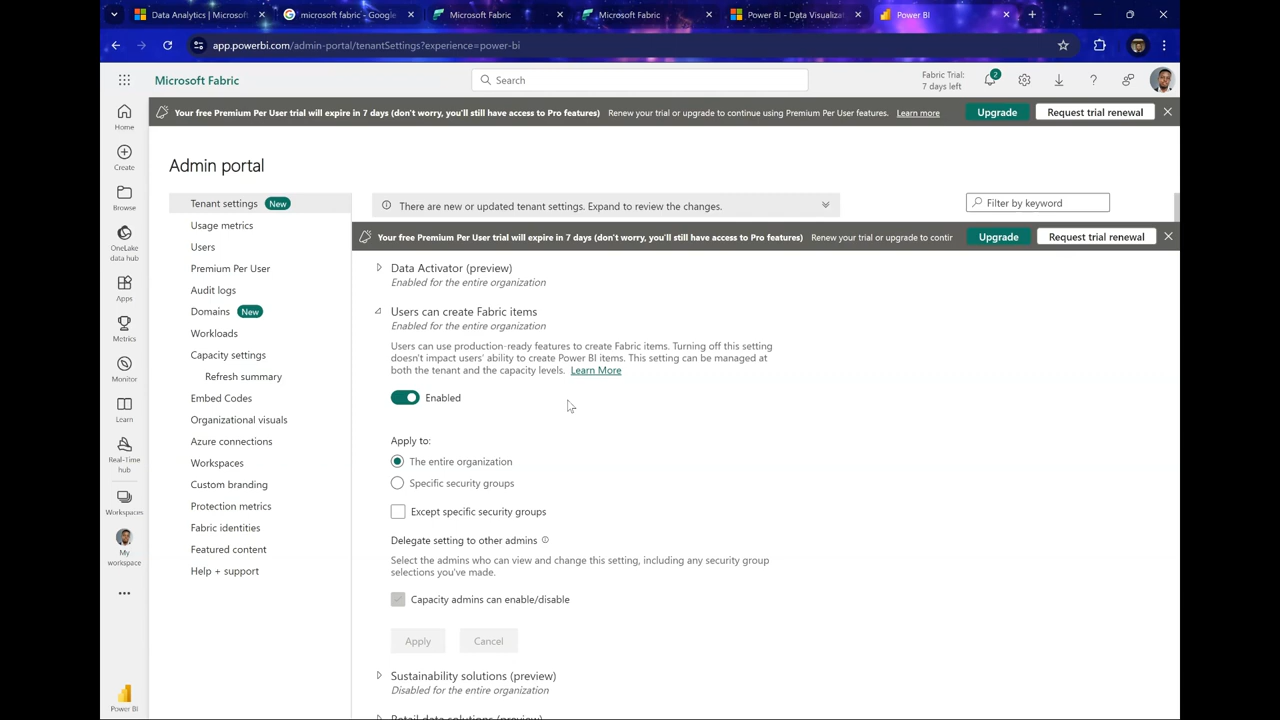 Data Analytics | Microsoft
microsoft fabric - Google
Microsoft Fabric
Microsoft Fabric
Power BI - Data Visualizat
Power BI
app.powerbi.com/admin-portal/tenantSettings?experience=power-bi
Microsoft Fabric
Search
Fabric Trial:
7 days left
2
Your free Premium Per User trial will expire in 7 days (don't worry, you'll still have access to Pro features) Renew your trial or upgrade to continue using Premium Per User features. Learn more
Upgrade
Request trial renewal
Home
Create
Browse
OneLake
data hub
Apps
Metrics
Monitor
Learn
Real-Time
hub
Workspaces
My
workspace
Power BI
Admin portal
Tenant settings New
Usage metrics
Users
Premium Per User
Audit logs
Domains New
Workloads
Capacity settings
Refresh summary
Embed Codes
Organizational visuals
Azure connections
Workspaces
Custom branding
Protection metrics
Fabric identities
Featured content
Help + support
There are new or updated tenant settings. Expand to review the changes.
Filter by keyword
Your free Premium Per User trial will expire in 7 days (don't worry, you'll still have access to Pro features) Renew your trial or upgrade to contir
Upgrade
Request trial renewal
Data Activator (preview)
Enabled for the entire organization
Users can create Fabric items
Enabled for the entire organization
Users can use production-ready features to create Fabric items. Turning off this setting
doesn't impact users' ability to create Power BI items. This setting can be managed at
both the tenant and the capacity levels. Learn More
Enabled
Apply to:
The entire organization
Specific security groups
Except specific security groups
Delegate setting to other admins
Select the admins who can view and change this setting, including any security group
selections you've made.
Capacity admins can enable/disable
Apply
Cancel
Sustainability solutions (preview)
Disabled for the entire organization
Retail data solutions (preview)